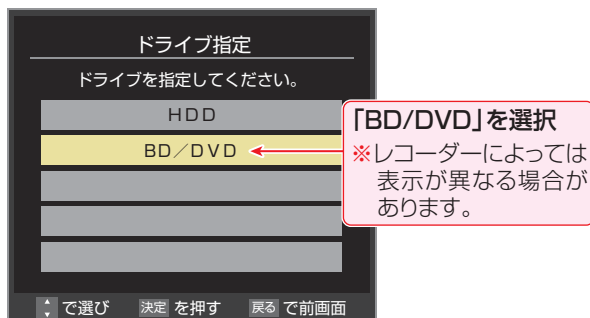 ドライブ指定
ドライブを指定してください。
HDD
BD／DVD
「BD/DVD」を選択
※レコーダーによっては
表示が異なる場合が
あります。
で選び 決定 を押す 戻る で前画面